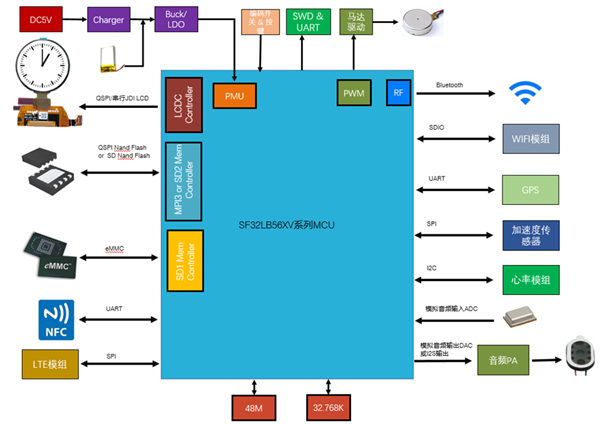 DC5V
Charger
Buck/
LDO
编码开
关 & 按
键
SWD &
UART
马达
驱动
LCDC
Controller
PMU
PWM
RF
Bluetooth
QSPI/串行JDI LCD
SDIO
WIFI模组
QSPI Nand Flash
or SD Nand Flash
MPI3 or SD2 Mem
Controller
UART
GPS
SF32LB56XV系列MCU
SPI
加速度传
感器
eMMC
eMMC
SD1 Mem
Controller
I2C
心率模组
NFC
UART
模拟音频输入ADC
LTE模组
SPI
模拟音频输出DAC
或I2S输出
音频PA
48M
32.768K